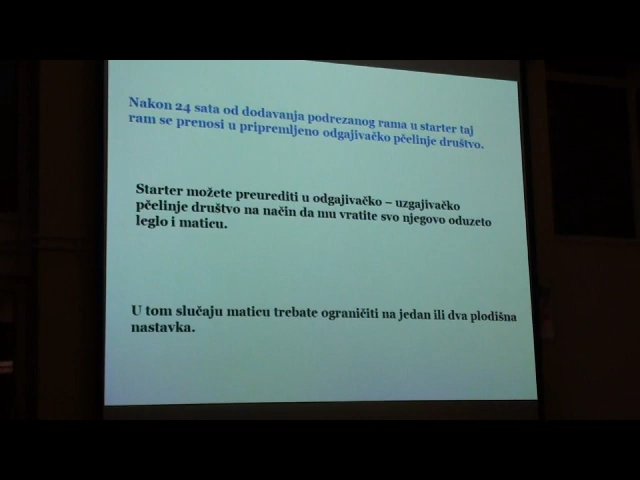 Nakon 24 sata od dodavanja podrezanog rama u starter taj
ram se prenosi u pripremljeno odgajivačko pčelinje društvo.
Starter možete preurediti u odgajivačko – uzgajivačko
pčelinje društvo na način da mu vratite svo njegovo oduzeto
leglo i maticu.
U tom slučaju maticu trebate ograničiti na jedan ili dva plodišna
nastavka.